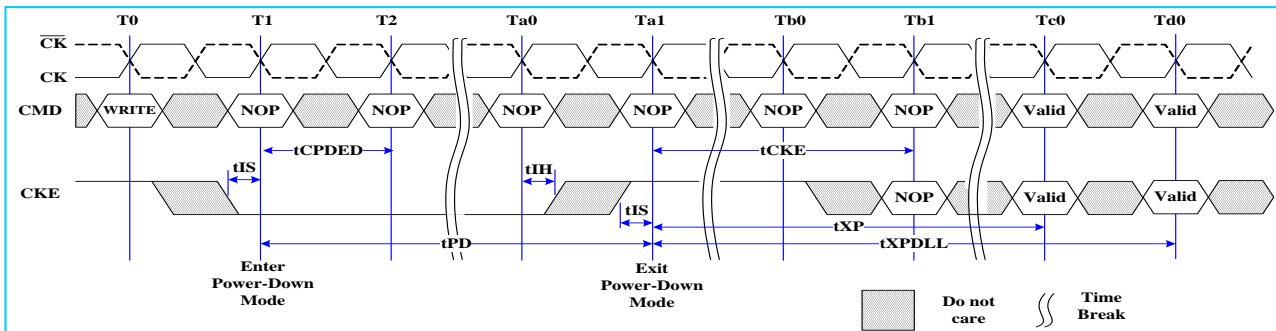 T0 T1 T2 Ta0 Ta1 Tb0 Tb1 Tc0 Td0
CK
CK
CMD WRITE NOP NOP NOP NOP NOP NOP Valid Valid
tCPDED tCKE
tIS tIH
CKE NOP Valid Valid
tIS
tXP
tPD tXPDLL
Enter
Power-Down
Mode
Exit
Power-Down
Mode
Do not
care
Time
Break